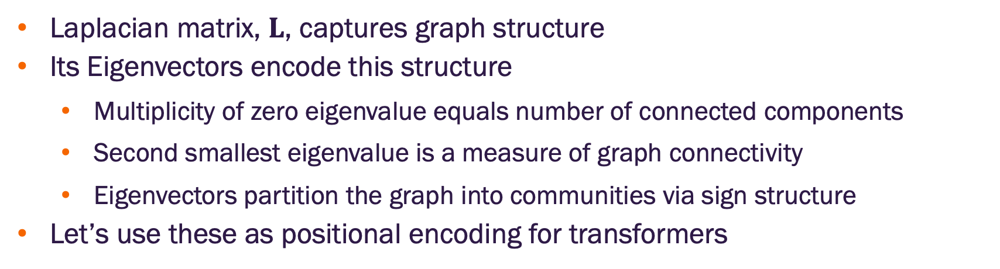 • Laplacian matrix, L, captures graph structure
• Its Eigenvectors encode this structure
• Multiplicity of zero eigenvalue equals number of connected components
• Second smallest eigenvalue is a measure of graph connectivity
• Eigenvectors partition the graph into communities via sign structure
• Let’s use these as positional encoding for transformers